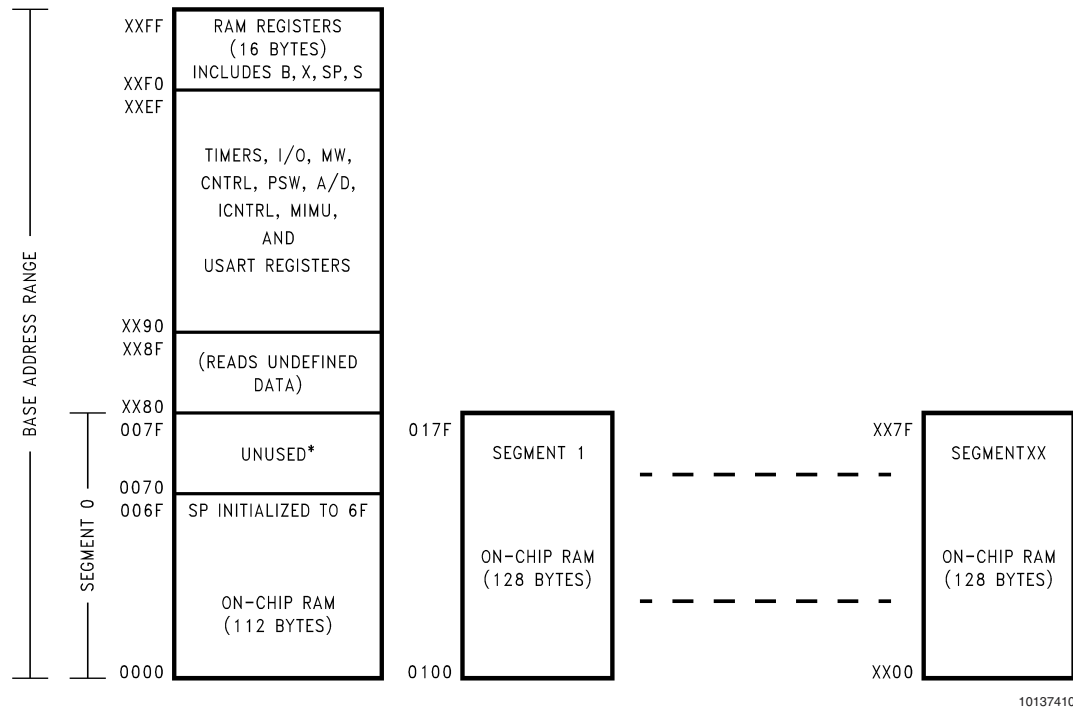 XXFF
RAM REGISTERS
(16 BYTES)
INCLUDES B, X, SP, S
XXF0
XXEF
TIMERS, I/O, MW,
CNTRL, PSW, A/D,
ICNTRL, MIMU,
AND
USART REGISTERS
XX90
XX8F
(READS UNDEFINED
DATA)
XX80
007F
UNUSED*
0070
006F
SP INITIALIZED TO 6F
ON-CHIP RAM
(112 BYTES)
0000
BASE ADDRESS RANGE
SEGMENT 0
017F
SEGMENT 1
ON-CHIP RAM
(128 BYTES)
0100
XX7F
SEGMENTXX
ON-CHIP RAM
(128 BYTES)
XX00
10137410